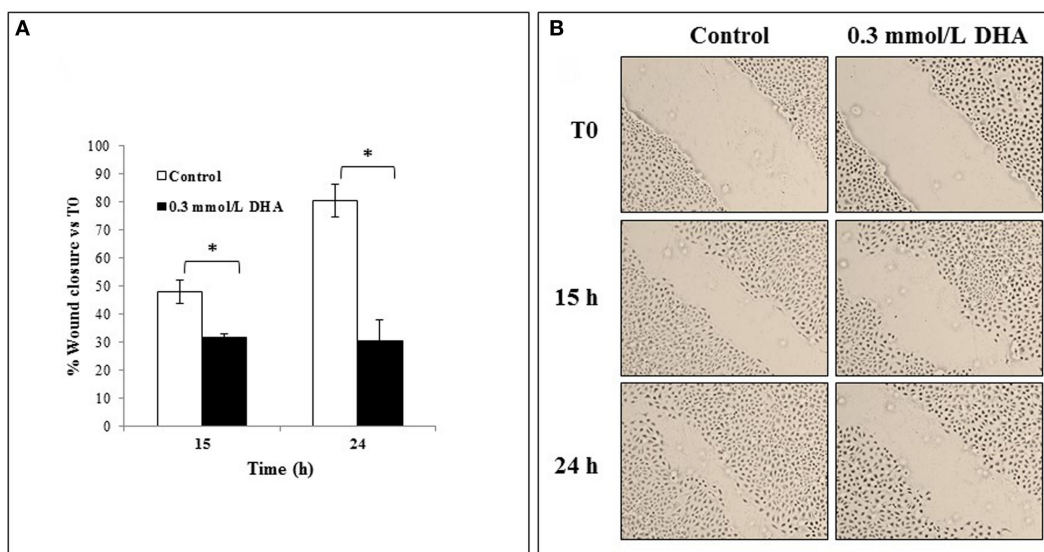 A
100
90
80
70
60
50
40
30
20
10
0
% Wound closure vs T0
Control
0.3 mmol/L DHA
*
*
15
24
Time (h)
B
Control
0.3 mmol/L DHA
T0
15 h
24 h